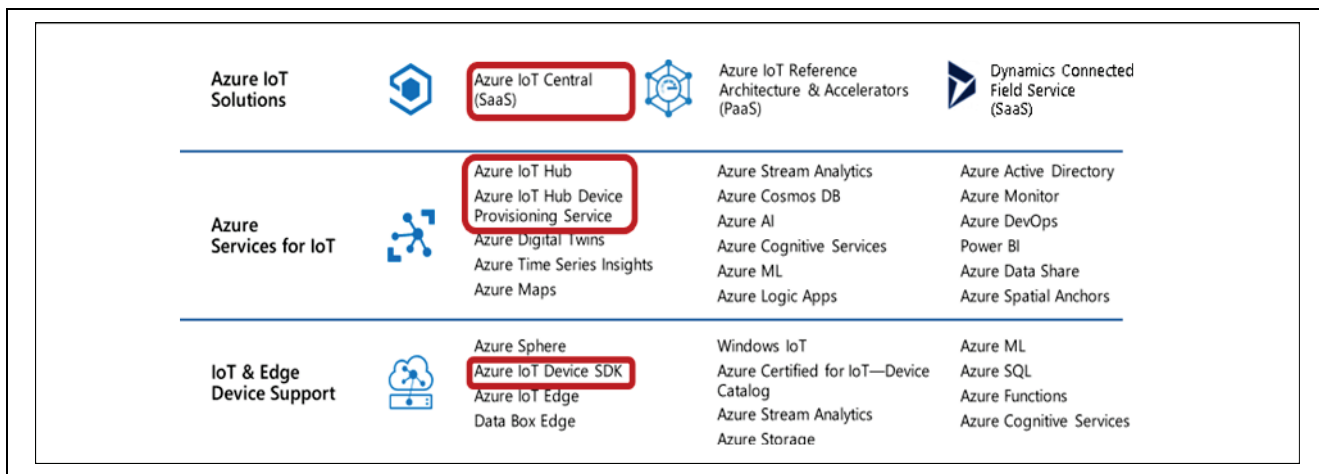 Azure IoT
Solutions
Azure IoT Central
(SaaS)
Azure IoT Reference
Architecture & Accelerators
(PaaS)
Dynamics Connected
Field Service
(SaaS)
Azure
Services for IoT
Azure IoT Hub
Azure IoT Hub Device
Provisioning Service
Azure Digital Twins
Azure Time Series Insights
Azure Maps
Azure Stream Analytics
Azure Cosmos DB
Azure AI
Azure Cognitive Services
Azure ML
Azure Logic Apps
Azure Active Directory
Azure Monitor
Azure DevOps
Power BI
Azure Data Share
Azure Spatial Anchors
IoT & Edge
Device Support
Azure Sphere
Azure IoT Device SDK
Azure IoT Edge
Data Box Edge
Windows IoT
Azure Certified for IoT—Device
Catalog
Azure Stream Analytics
Azure Storage
Azure ML
Azure SQL
Azure Functions
Azure Cognitive Services